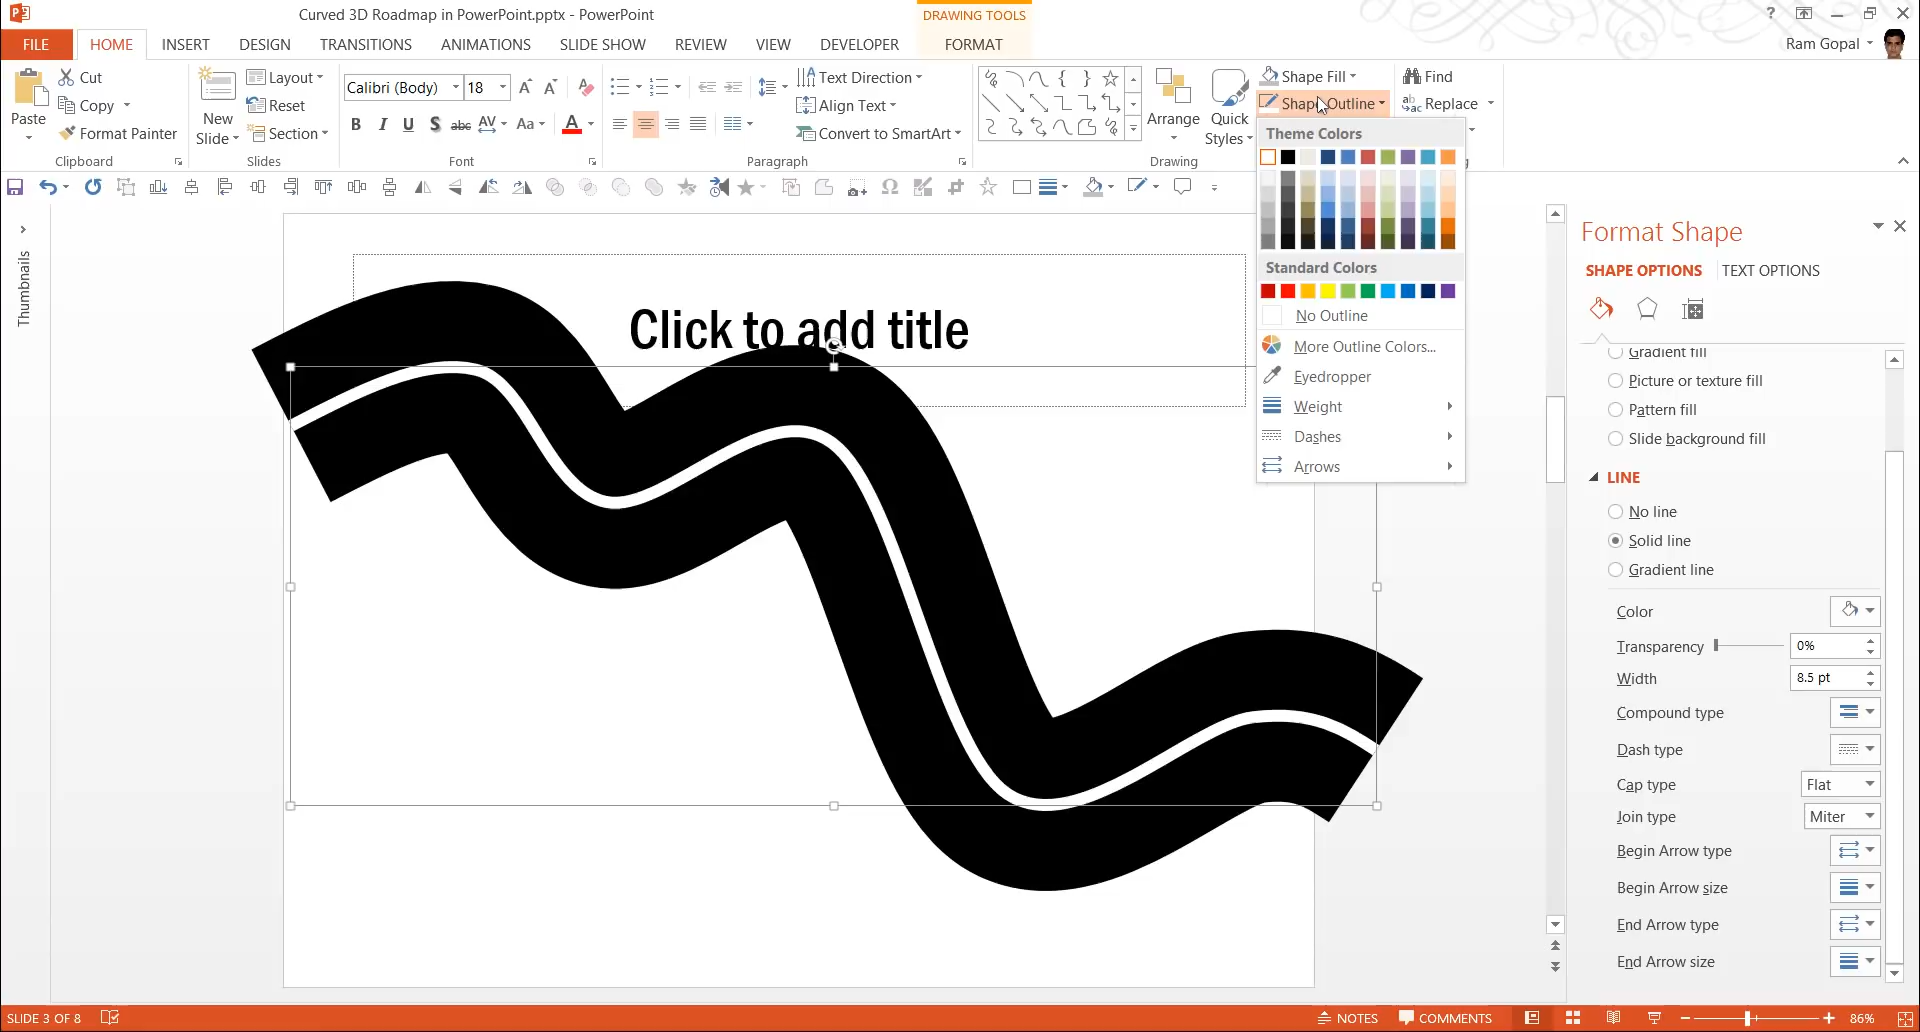 Curved 3D Roadmap in PowerPoint.pptx - PowerPoint
DRAWING TOOLS
?
FILE
HOME
INSERT
DESIGN
TRANSITIONS
ANIMATIONS
SLIDE SHOW
REVIEW
VIEW
DEVELOPER
FORMAT
Ram Gopal
Paste
Cut
Copy
Format Painter
Clipboard
New
Slide
Layout
Reset
Section
Slides
Calibri (Body)
18
B I U S abc AV Aa A
Font
Text Direction
Align Text
Convert to SmartArt
Paragraph
Arrange
Quick
Styles
Drawing
Shape Fill
Shape Outline
Find
Replace
Theme Colors
Standard Colors
No Outline
More Outline Colors...
Eyedropper
Weight
Dashes
Arrows
Thumbnails
Click to add title
Format Shape
SHAPE OPTIONS
TEXT OPTIONS
Gradient fill
Picture or texture fill
Pattern fill
Slide background fill
LINE
No line
Solid line
Gradient line
Color
Transparency
0%
Width
8.5 pt
Compound type
Dash type
Cap type
Flat
Join type
Miter
Begin Arrow type
Begin Arrow size
End Arrow type
End Arrow size
SLIDE 3 OF 8
NOTES
COMMENTS
86%